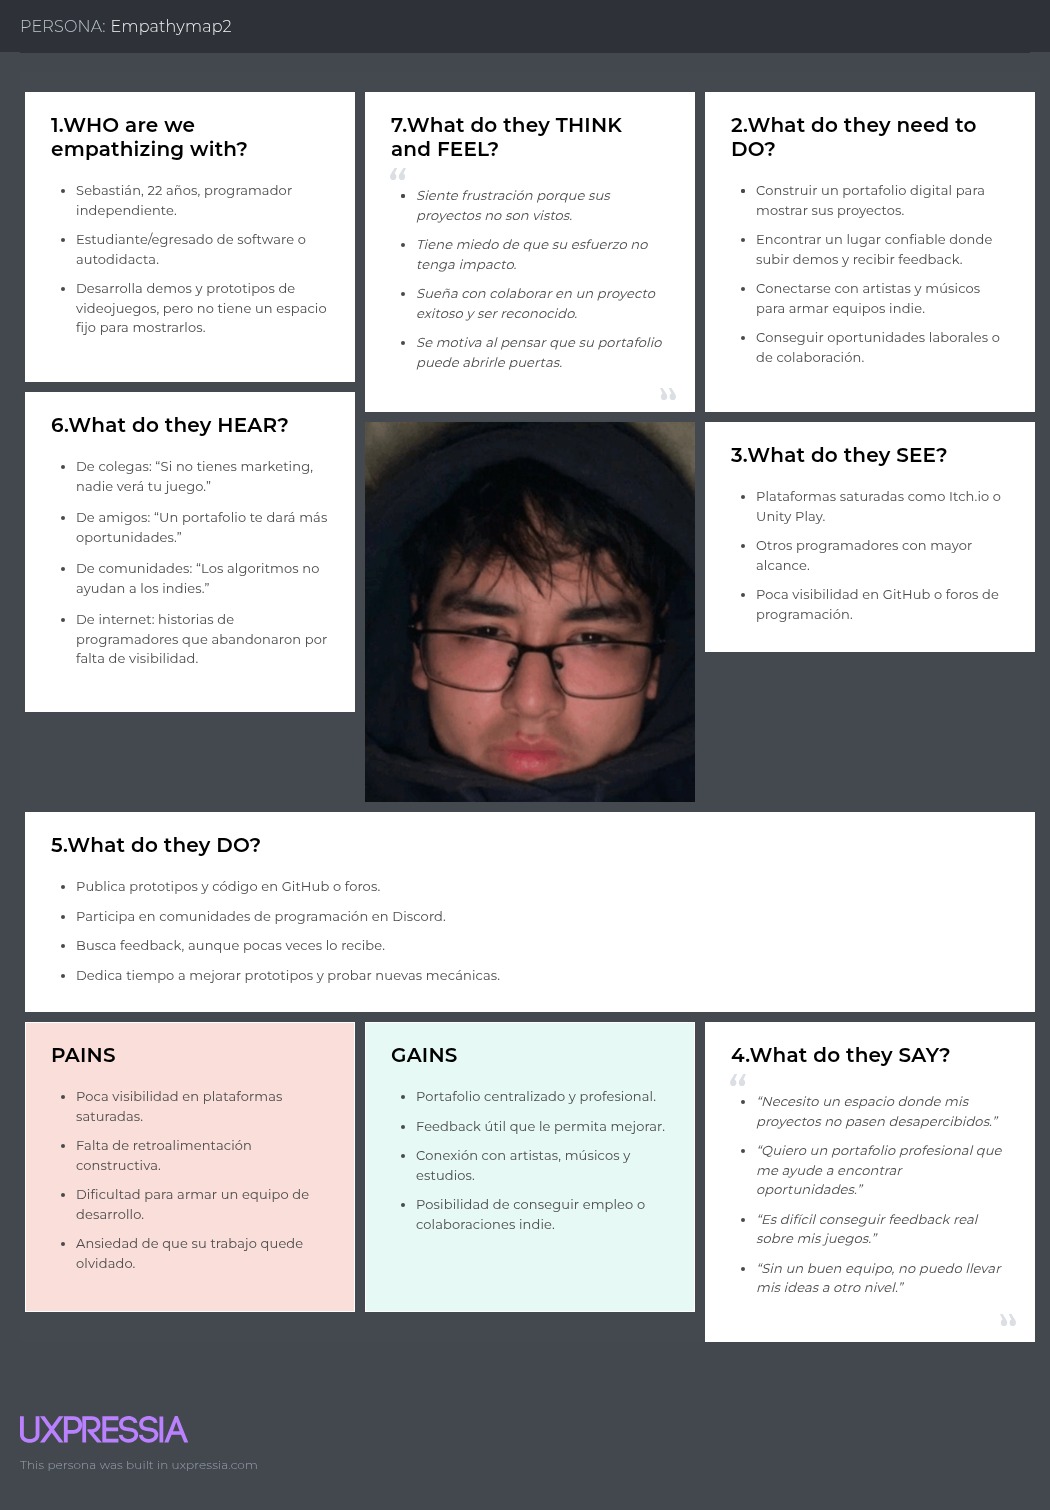 PERSONA: Empathymap2
1.WHO are we
empathizing with?
• Sebastián, 22 años, programador
independiente.
• Estudiante/egresado de software o
autodidacta.
• Desarrolla demos y prototipos de
videojuegos, pero no tiene un espacio
fijo para mostrarlos.
7.What do they THINK
and FEEL?
“
• Siente frustración porque sus
proyectos no son vistos.
• Tiene miedo de que su esfuerzo no
tenga impacto.
• Sueña con colaborar en un proyecto
exitoso y ser reconocido.
• Se motiva al pensar que su portafolio
puede abrirle puertas.
”
2.What do they need to
DO?
• Construir un portafolio digital para
mostrar sus proyectos.
• Encontrar un lugar confiable donde
subir demos y recibir feedback.
• Conectarse con artistas y músicos
para armar equipos indie.
• Conseguir oportunidades laborales o
de colaboración.
6.What do they HEAR?
• De colegas: “Si no tienes marketing,
nadie verá tu juego.”
• De amigos: “Un portafolio te dará más
oportunidades.”
• De comunidades: “Los algoritmos no
ayudan a los indies.”
• De internet: historias de
programadores que abandonaron por
falta de visibilidad.
3.What do they SEE?
• Plataformas saturadas como Itch.io o
Unity Play.
• Otros programadores con mayor
alcance.
• Poca visibilidad en GitHub o foros de
programación.
5.What do they DO?
• Publica prototipos y código en GitHub o foros.
• Participa en comunidades de programación en Discord.
• Busca feedback, aunque pocas veces lo recibe.
• Dedica tiempo a mejorar prototipos y probar nuevas mecánicas.
PAINS
• Poca visibilidad en plataformas
saturadas.
• Falta de retroalimentación
constructiva.
• Dificultad para armar un equipo de
desarrollo.
• Ansiedad de que su trabajo quede
olvidado.
GAINS
• Portafolio centralizado y profesional.
• Feedback útil que le permita mejorar.
• Conexión con artistas, músicos y
estudios.
• Posibilidad de conseguir empleo o
colaboraciones indie.
4.What do they SAY?
“
• “Necesito un espacio donde mis
proyectos no pasen desapercibidos.”
• “Quiero un portafolio profesional que
me ayude a encontrar
oportunidades.”
• “Es difícil conseguir feedback real
sobre mis juegos.”
• “Sin un buen equipo, no puedo llevar
mis ideas a otro nivel.”
”
UXPRESSIA
This persona was built in uxpressia.com